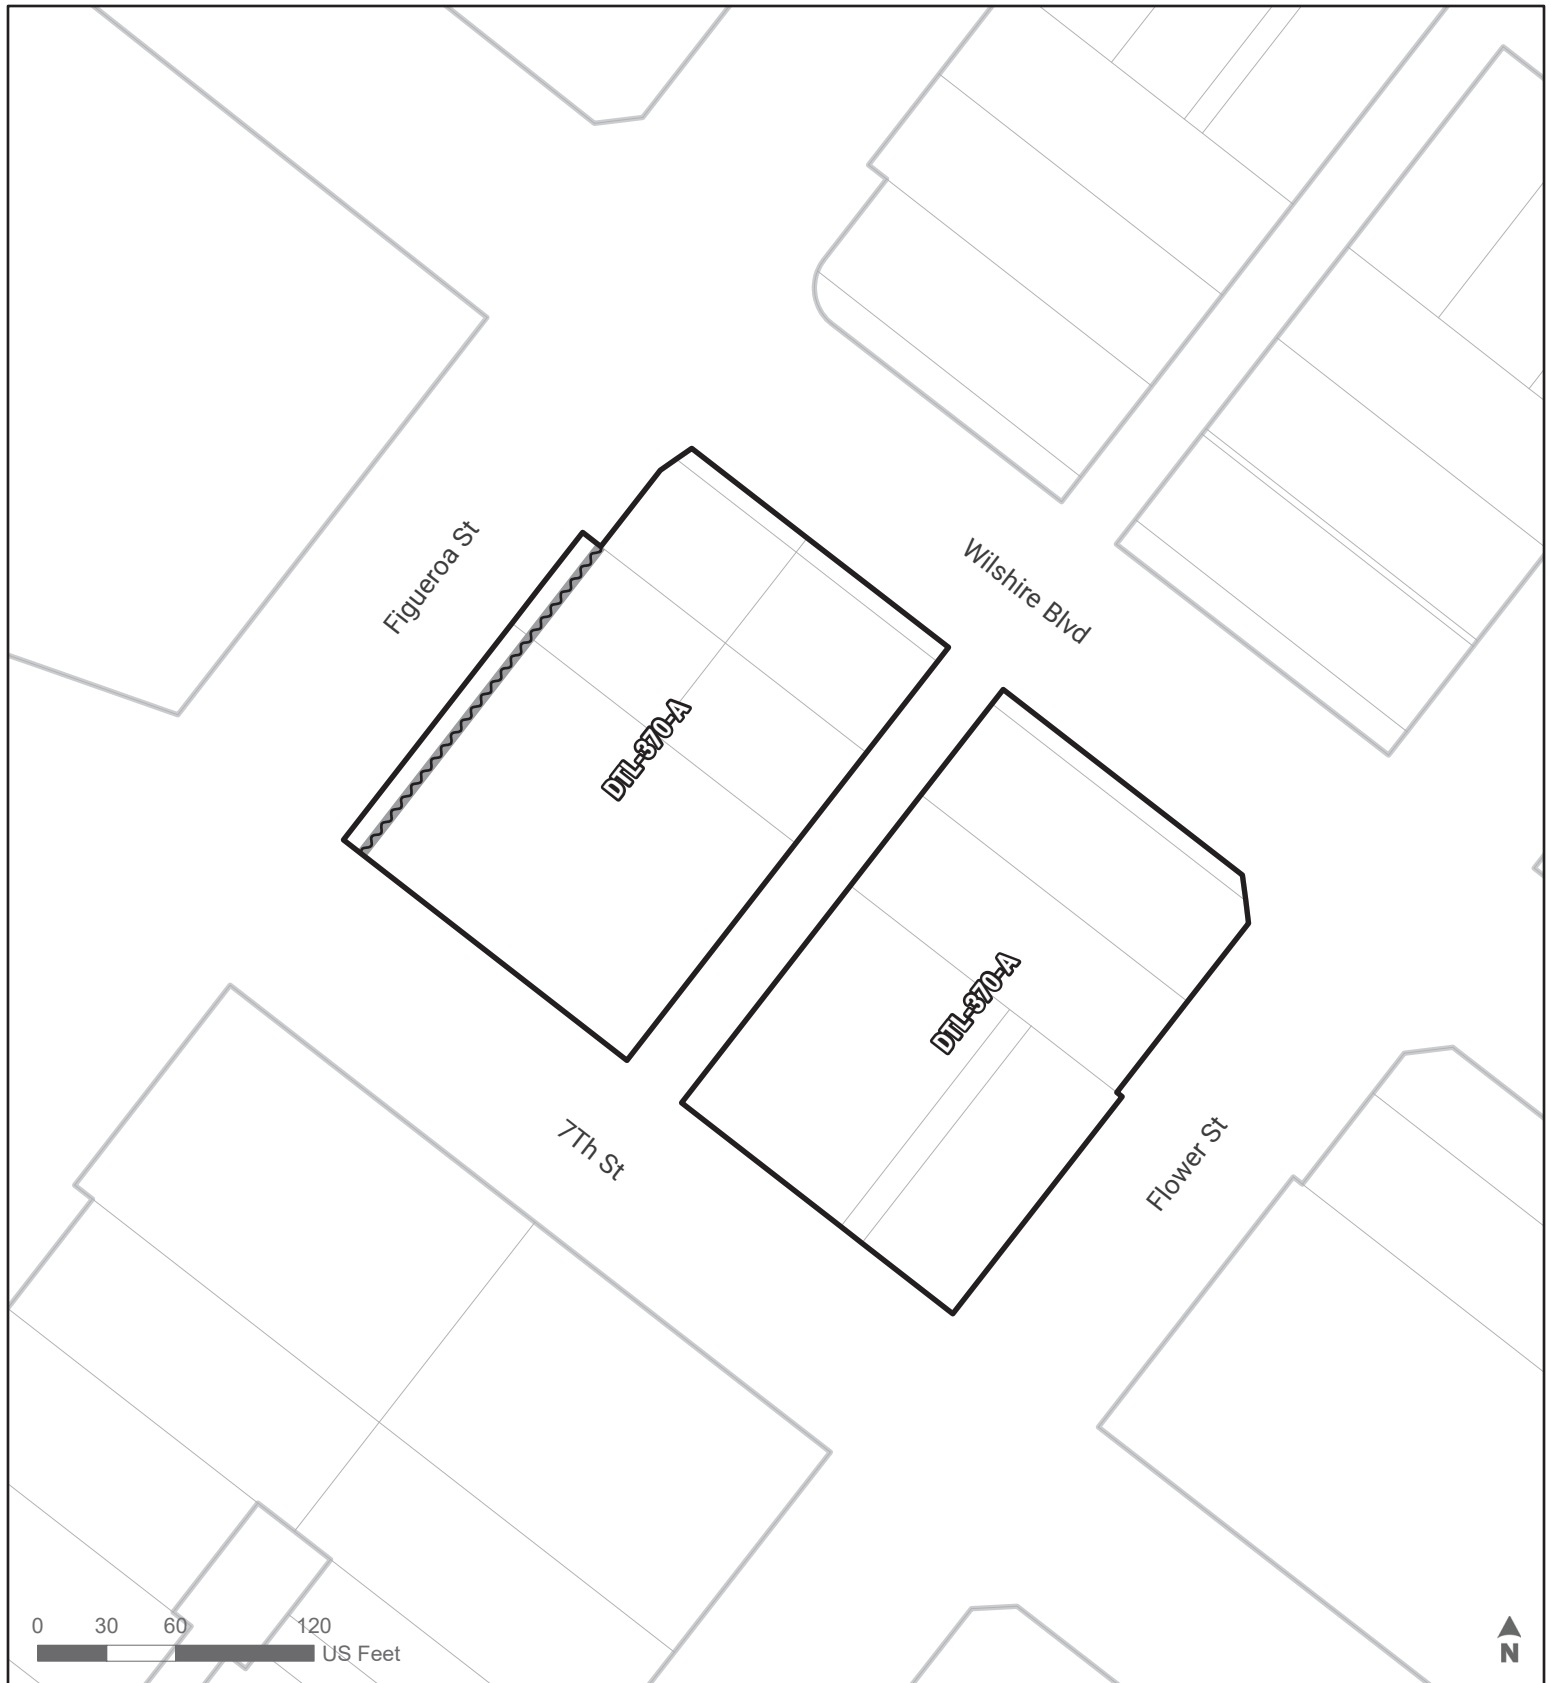 Figueroa St
Wilshire Blvd
DTL-370-A
DTL-370-A
7Th St
Flower St
0 30 60 120
US Feet
N